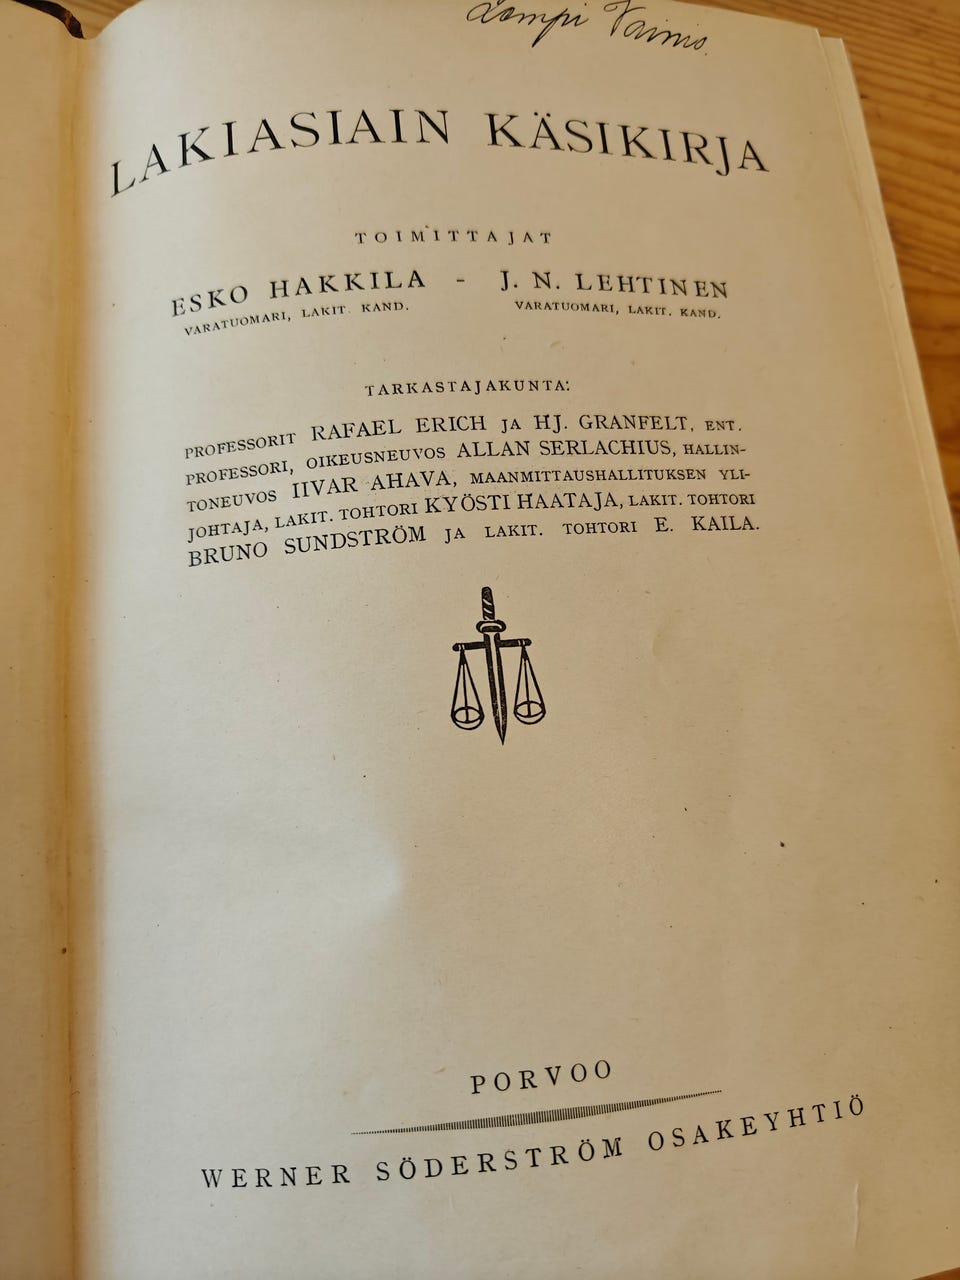 Lampi Vainio.
LAKIASIAIN KÄSIKIRJA
TOIMITTAJAT
ESKO HAKKILA - J. N. LEHTINEN
VARATUOMARI, LAKIT. KAND. VARATUOMARI, LAKIT. KAND.
TARKASTAJAKUNTA:
PROFESSORIT RAFAEL ERICH JA HJ. GRANFELT, ENT.
PROFESSORI, OIKEUSNEUVOS ALLAN SERLACHIUS, HALLIN-
TONEUVOS IIVAR AHAVA, MAANMITTAUSHALLITUKSEN YLI-
JOHTAJA, LAKIT. TOHTORI KYÖSTI HAATAJA, LAKIT. TOHTORI
BRUNO SUNDSTRÖM JA LAKIT. TOHTORI E. KAILA.
PORVOO
WERNER SÖDERSTRÖM OSAKEYHTIÖ